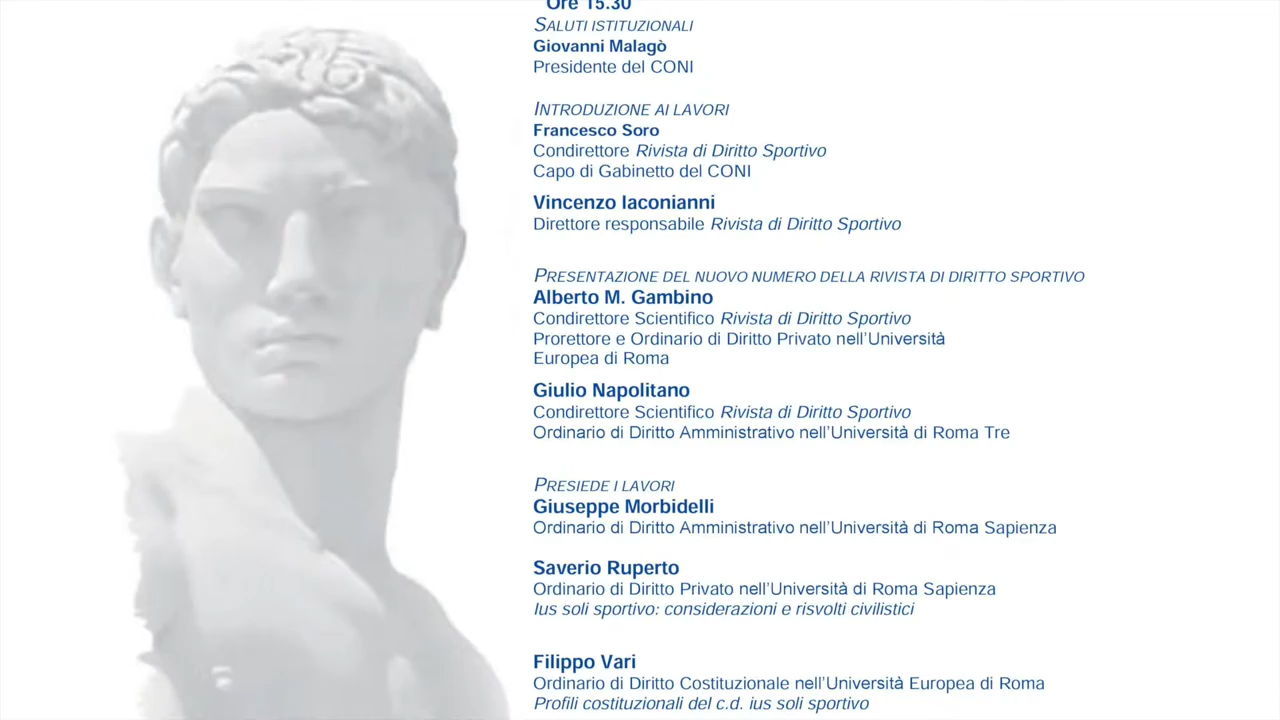 Ore 15.30
SALUTI ISTITUZIONALI
Giovanni Malagò
Presidente del CONI
INTRODUZIONE AI LAVORI
Francesco Soro
Condirettore Rivista di Diritto Sportivo
Capo di Gabinetto del CONI
Vincenzo Iaconianni
Direttore responsabile Rivista di Diritto Sportivo
PRESENTAZIONE DEL NUOVO NUMERO DELLA RIVISTA DI DIRITTO SPORTIVO
Alberto M. Gambino
Condirettore Scientifico Rivista di Diritto Sportivo
Prorettore e Ordinario di Diritto Privato nell'Università
Europea di Roma
Giulio Napolitano
Condirettore Scientifico Rivista di Diritto Sportivo
Ordinario di Diritto Amministrativo nell'Università di Roma Tre
PRESIEDE I LAVORI
Giuseppe Morbidelli
Ordinario di Diritto Amministrativo nell'Università di Roma Sapienza
Saverio Ruperto
Ordinario di Diritto Privato nell'Università di Roma Sapienza
Ius soli sportivo: considerazioni e risvolti civilistici
Filippo Vari
Ordinario di Diritto Costituzionale nell'Università Europea di Roma
Profili costituzionali del c.d. ius soli sportivo